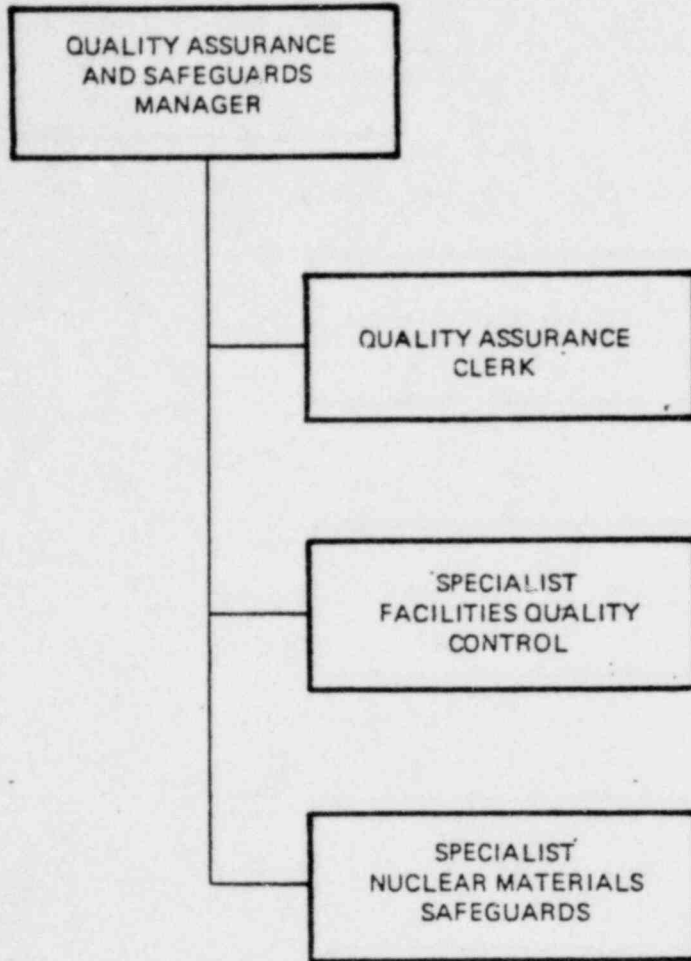 QUALITY ASSURANCE
AND SAFEGUARDS
MANAGER
QUALITY ASSURANCE
CLERK
SPECIALIST
FACILITIES QUALITY
CONTROL
SPECIALIST
NUCLEAR MATERIALS
SAFEGUARDS